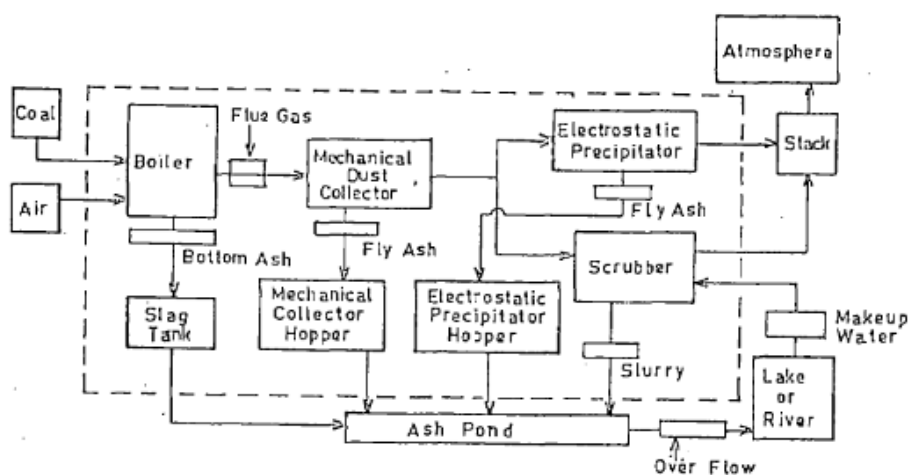 Atmosphere
Coal
Flue Gas
Electrostatic
Precipitator
Stack
Boiler
Mechanical
Dust
Collector
Air
Fly Ash
Fly Ash
Bottom Ash
Scrubber
Slag
Tank
Mechanical
Collector
Hopper
Electrostatic
Precipitator
Hopper
Makeup
Water
Slurry
Lake
or
River
Ash Pond
Over Flow